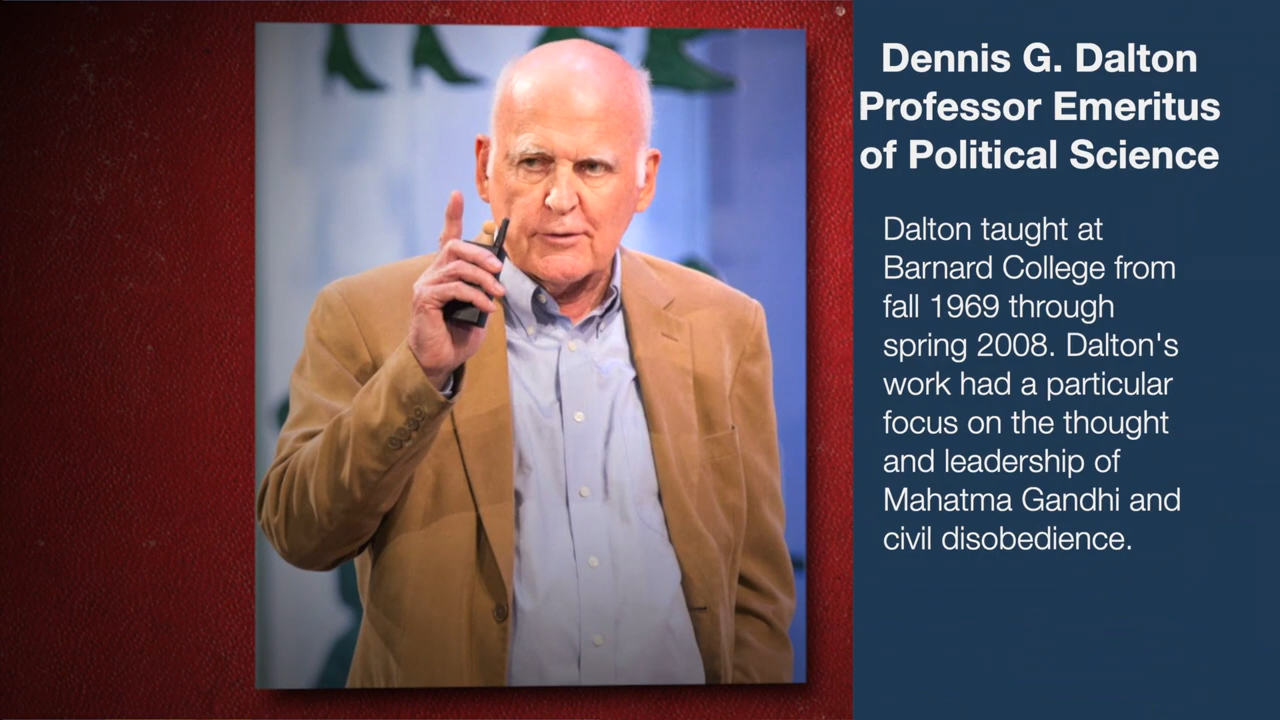 Dennis G. Dalton
Professor Emeritus
of Political Science
Dalton taught at
Barnard College from
fall 1969 through
spring 2008. Dalton's
work had a particular
focus on the thought
and leadership of
Mahatma Gandhi and
civil disobedience.